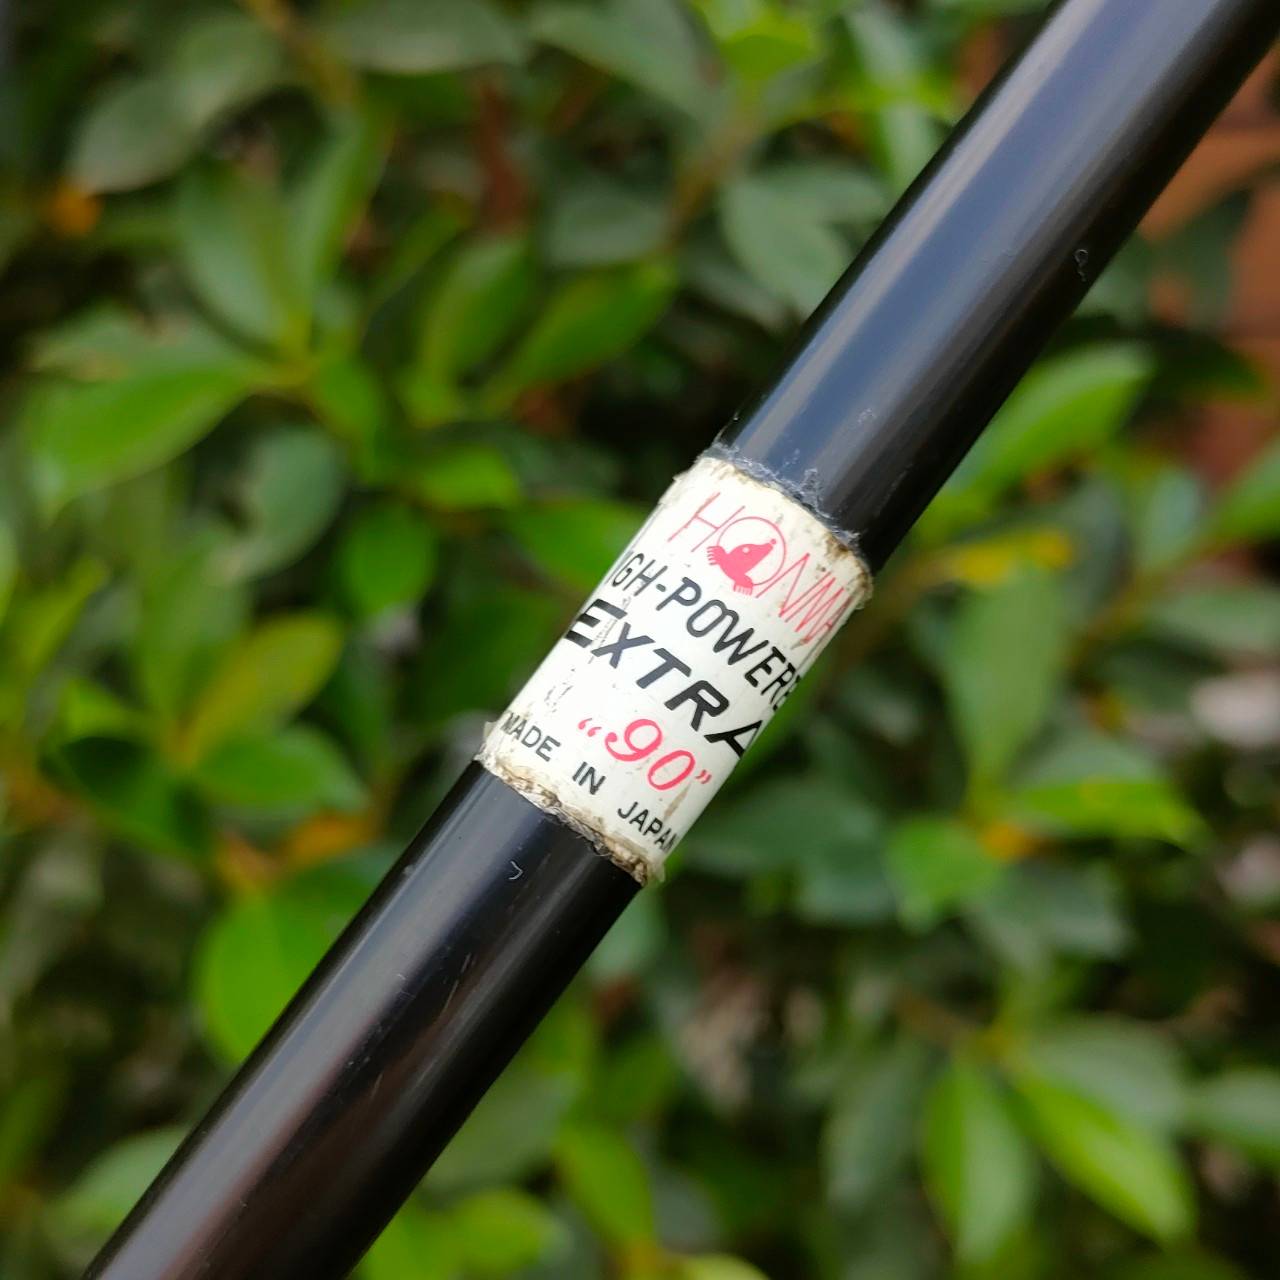 HONMA
IGH-POWERE
EXTRA
“90”
MADE IN JAPAN